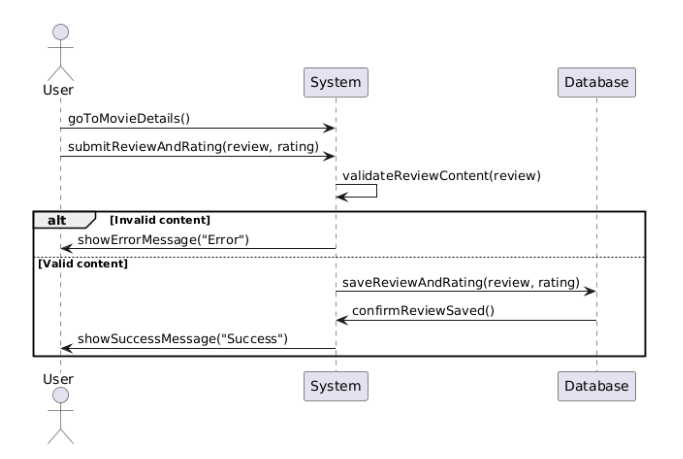 User
System
Database
goToMovieDetails()
submitReviewAndRating(review, rating)
validateReviewContent(review)
alt
[Invalid content]
showErrorMessage("Error")
[Valid content]
saveReviewAndRating(review, rating)
confirmReviewSaved()
showSuccessMessage("Success")
User
System
Database